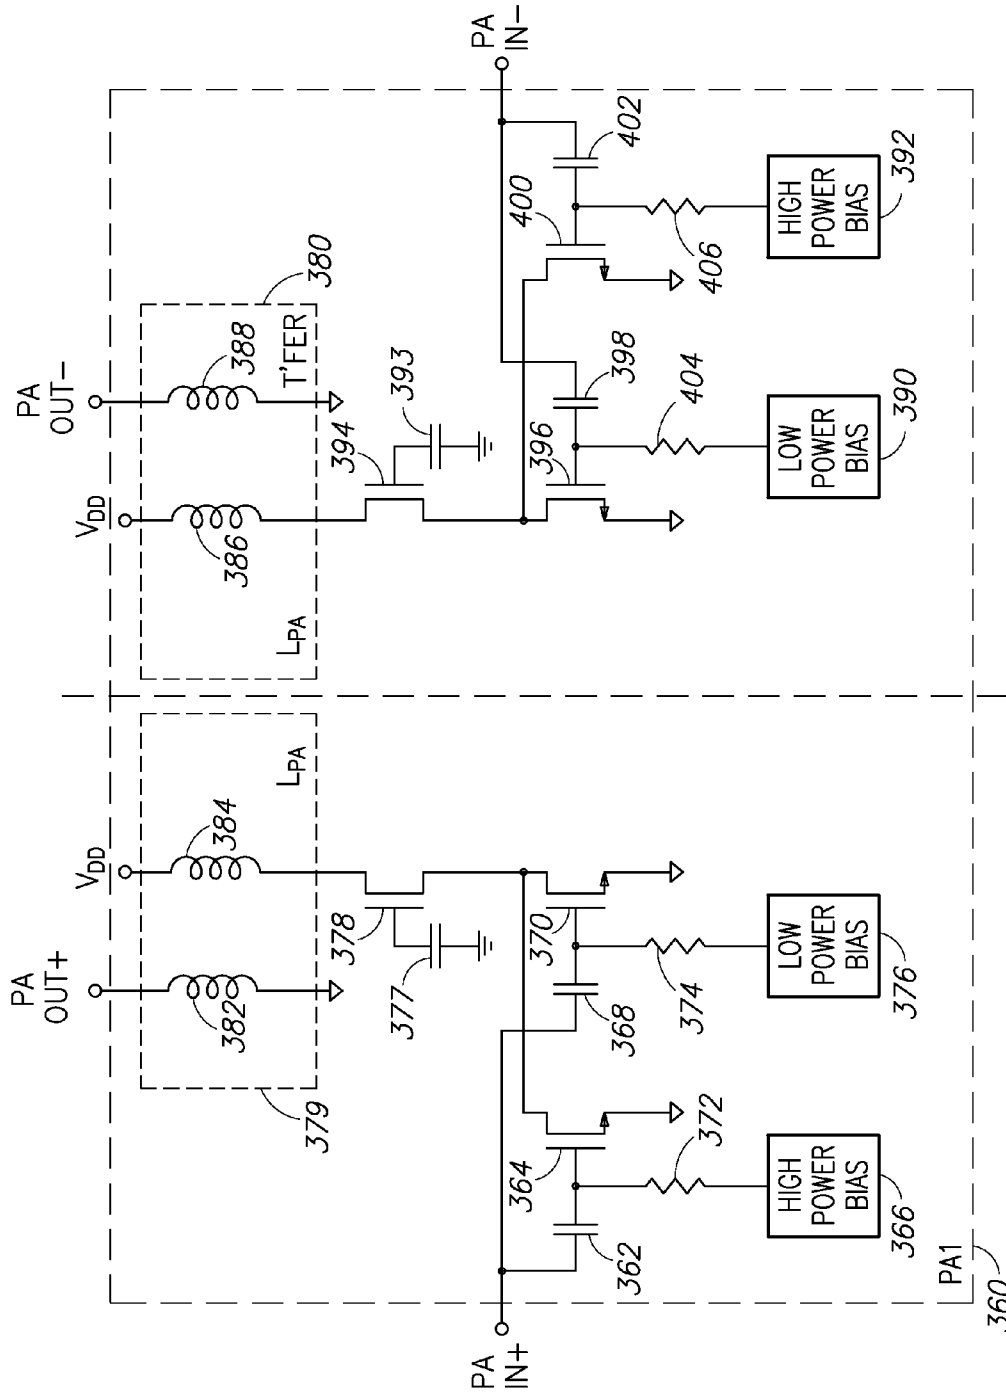 PA
OUT+
VDD
VDD
PA
OUT-
382
384
LPA
379
LPA
386
388
T'FER
380
377
378
394
393
PA
IN+
PA
IN-
362
364
368
370
396
398
400
402
372
374
404
406
HIGH
POWER
BIAS
366
LOW
POWER
BIAS
376
LOW
POWER
BIAS
390
HIGH
POWER
BIAS
392
PA1
360